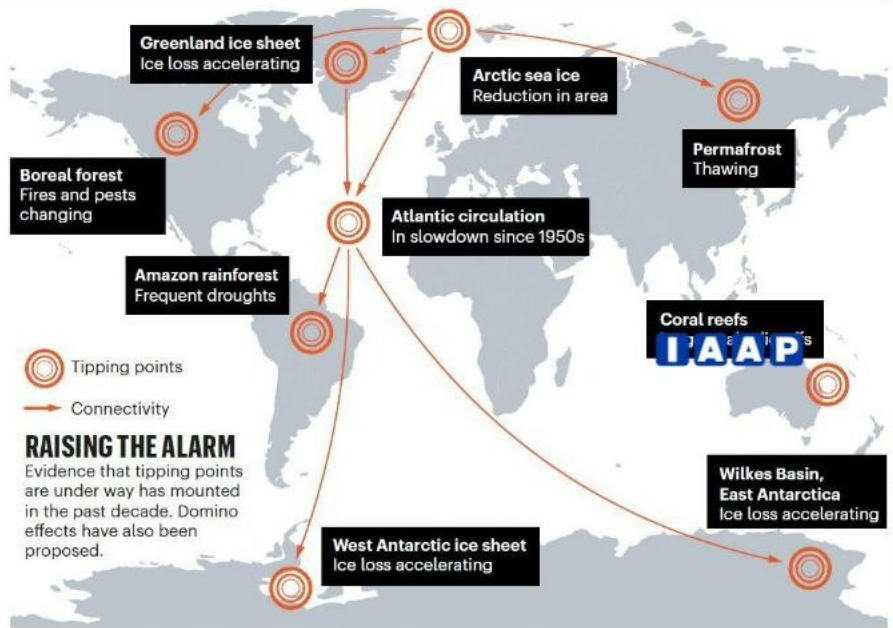 Greenland ice sheet
Ice loss accelerating
Arctic sea ice
Reduction in area
Permafrost
Thawing
Boreal forest
Fires and pests
changing
Atlantic circulation
In slowdown since 1950s
Amazon rainforest
Frequent droughts
Coral reefs
IAAP
Tipping points
Connectivity
RAISING THE ALARM
Evidence that tipping points
are under way has mounted
in the past decade. Domino
effects have also been
proposed.
Wilkes Basin,
East Antarctica
Ice loss accelerating
West Antarctic ice sheet
Ice loss accelerating